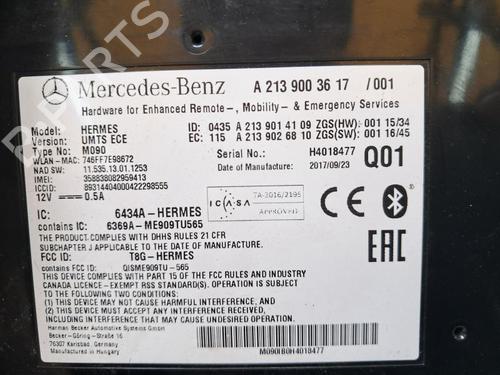 Mercedes-Benz A 213 900 36 17 /001
Hardware for Enhanced Remote-, Mobility- & Emergency Services
Model: HERMES ID: 0435 A 213 901 41 09 ZGS(HW): 001 15/34
Version: UMTS ECE EC: 115 A 213 902 68 10 ZGS(SW): 001 16/45
Type No: M090
WLAN-MAC: 746FF7E98672 Serial No.: H4018477
NAD SW: 11.535.13.01.1253 Date of Manufacture: 2017/09/23 Q01
IMEI: 358838082959413
ICCID: 89314404000422298555
12V 0.5A
ICASA TA-2016/2195
APPROVED
CE
IC: 6434A-HERMES
contains IC: 6369A-ME909TU565
THE PRODUCT COMPLIES WITH DHHS RULES 21 CFR
SUBCHAPTER J APPLICABLE AT DATE OF MANUFACTURE.
FCC ID: T8G-HERMES
contains FCC ID: QISME909TU-565
EAC
THIS DEVICE COMPLIES WITH PART 15 OF THE FCC RULES AND INDUSTRY
CANADA LICENCE - EXEMPT RSS STANDARD(S). OPERATION IS SUBJECT
TO THE FOLLOWING TWO CONDITIONS:
(1) THIS DEVICE MAY NOT CAUSE HARMFUL INTERFERENCE, AND
(2) THIS DEVICE MUST ACCEPT ANY INTERFERENCE RECEIVED, INCLUDING
INTERFERENCE THAT MAY CAUSE UNDESIRED OPERATION.
Harman Becker Automotive Systems GmbH
Becker-Göring-Straße 16
76307 Karlsbad, Germany
Manufactured in Hungary
M090IB0H4018477